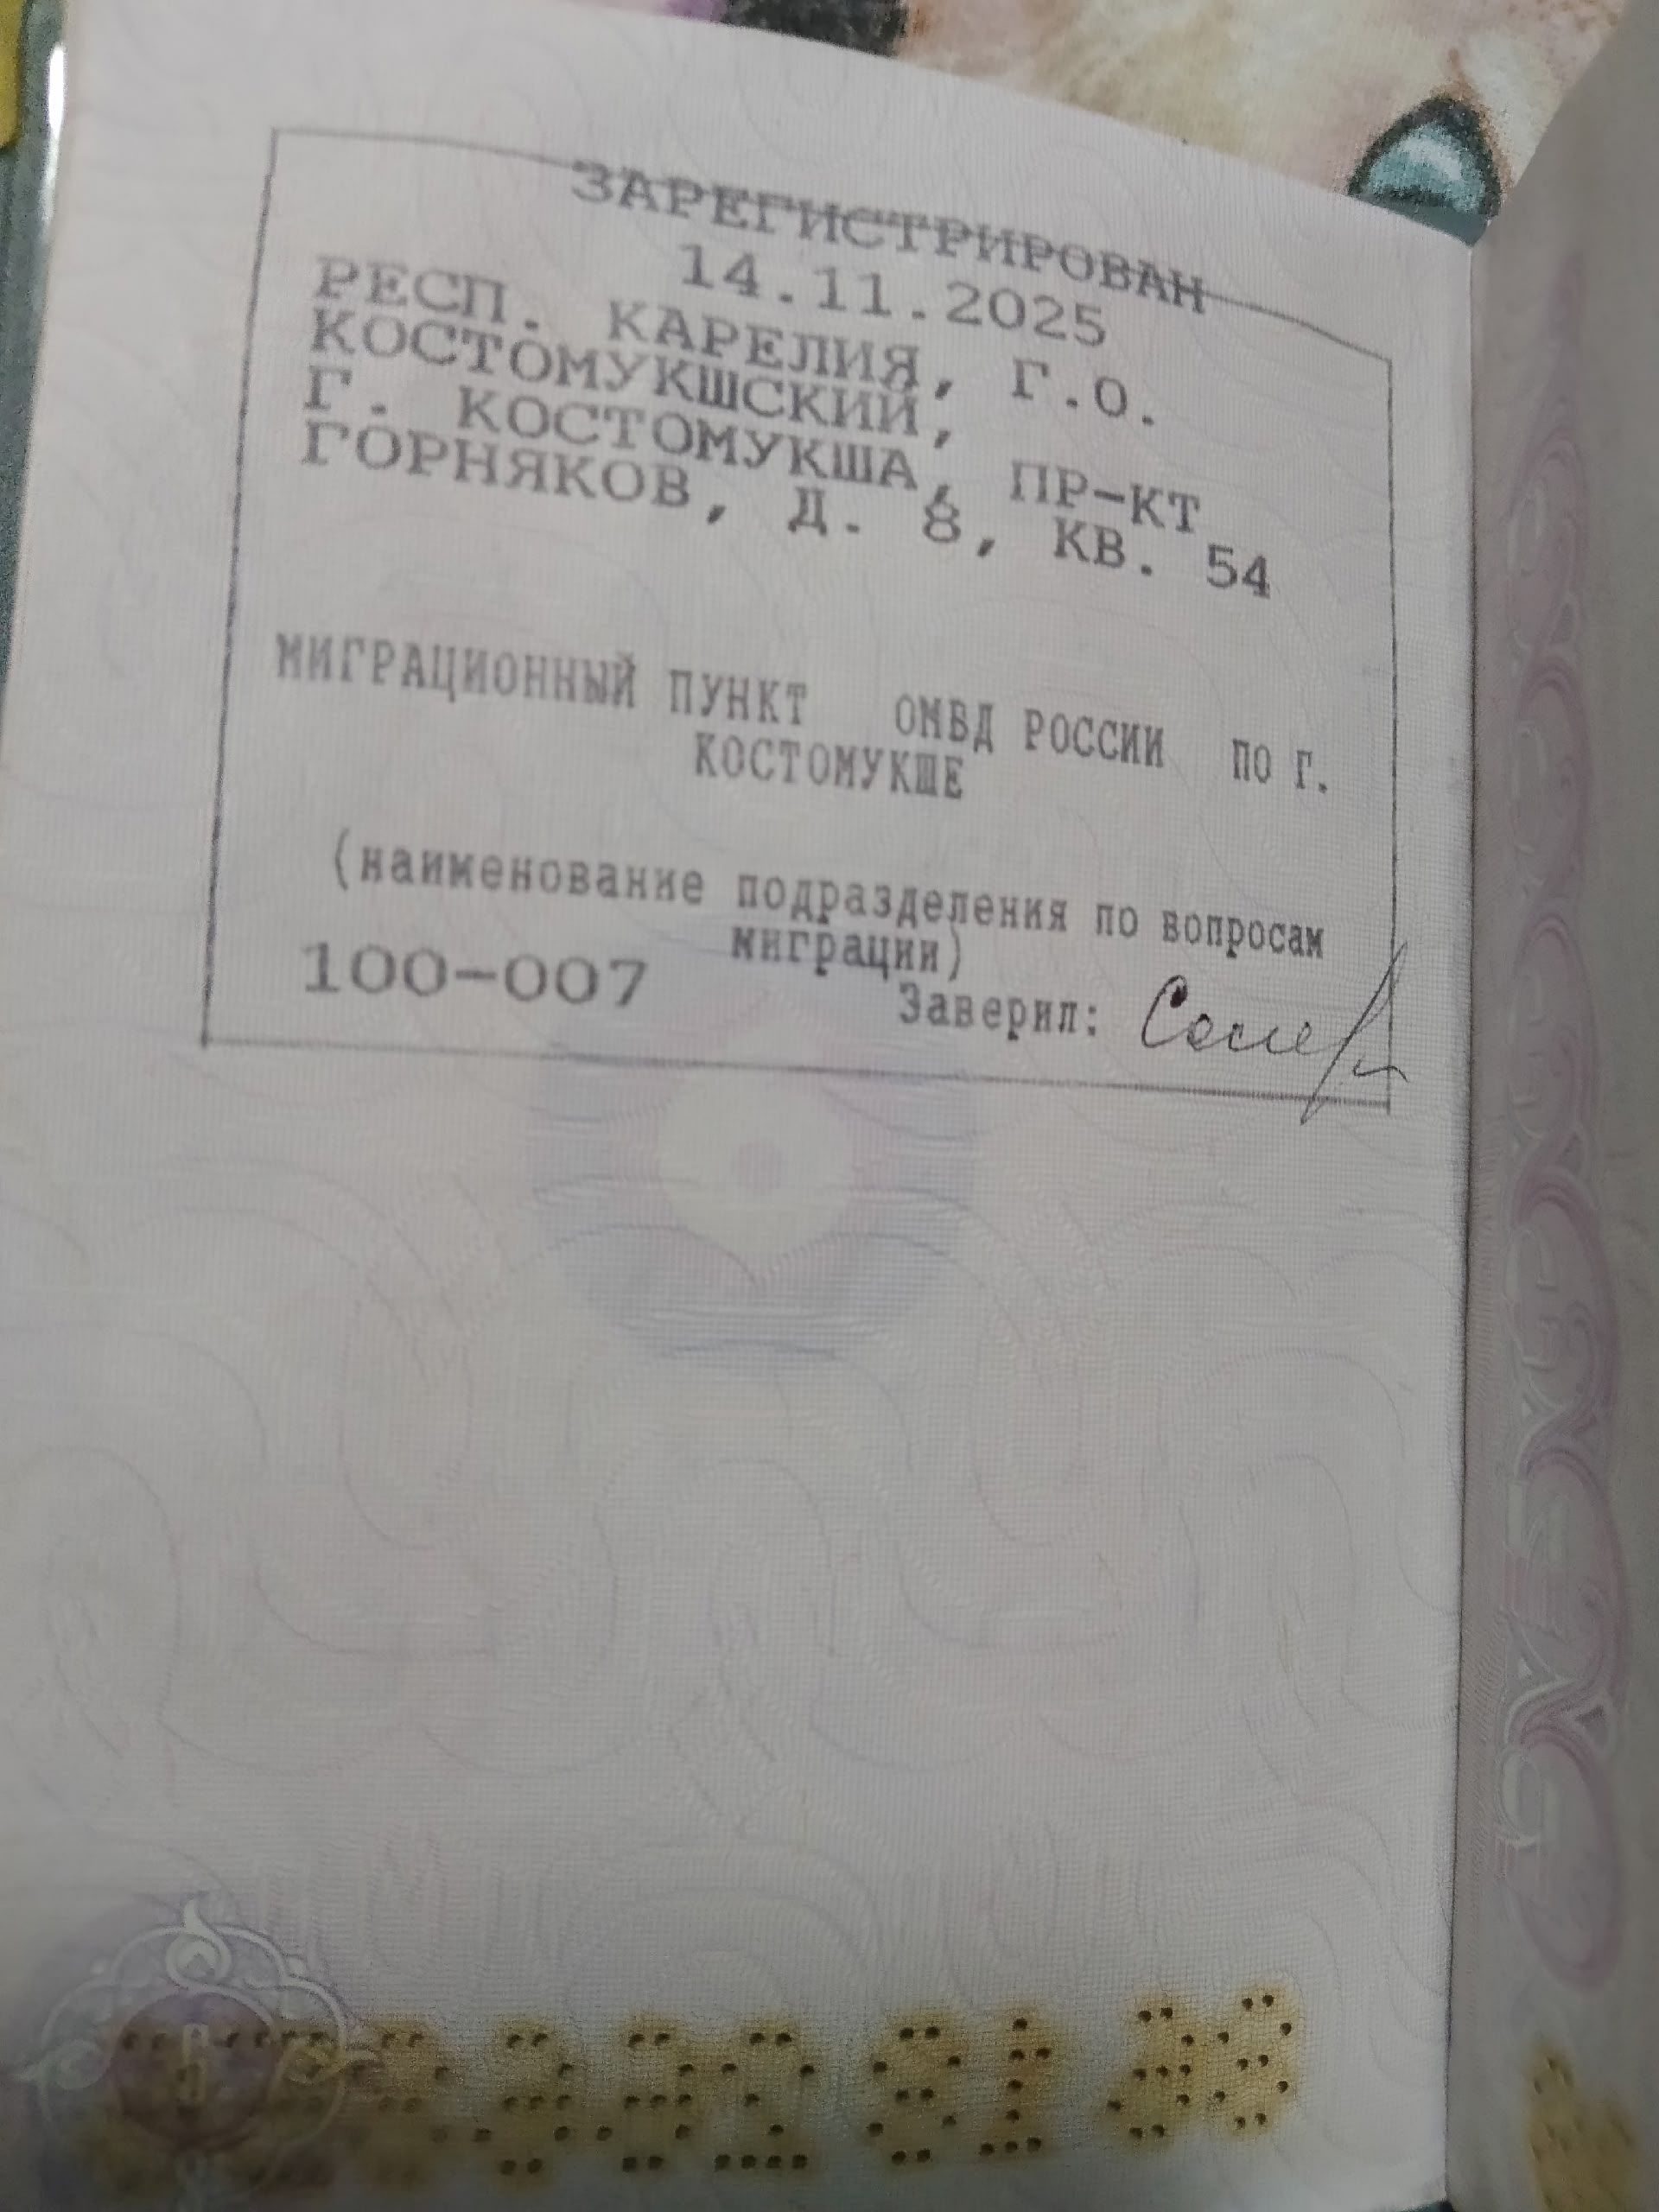 ЗАРЕГИСТРИРОВАН
14.11.2025
РЕСП. КАРЕЛИЯ, Г.О.
КОСТОМУКШСКИЙ,
Г. КОСТОМУКША, ПР-КТ
ГОРНЯКОВ, Д. 8, КВ. 54
МИГРАЦИОННЫЙ ПУНКТ ОМВД РОССИИ ПО Г.
КОСТОМУКШЕ
(наименование подразделения по вопросам
миграции)
100-007 Заверил: